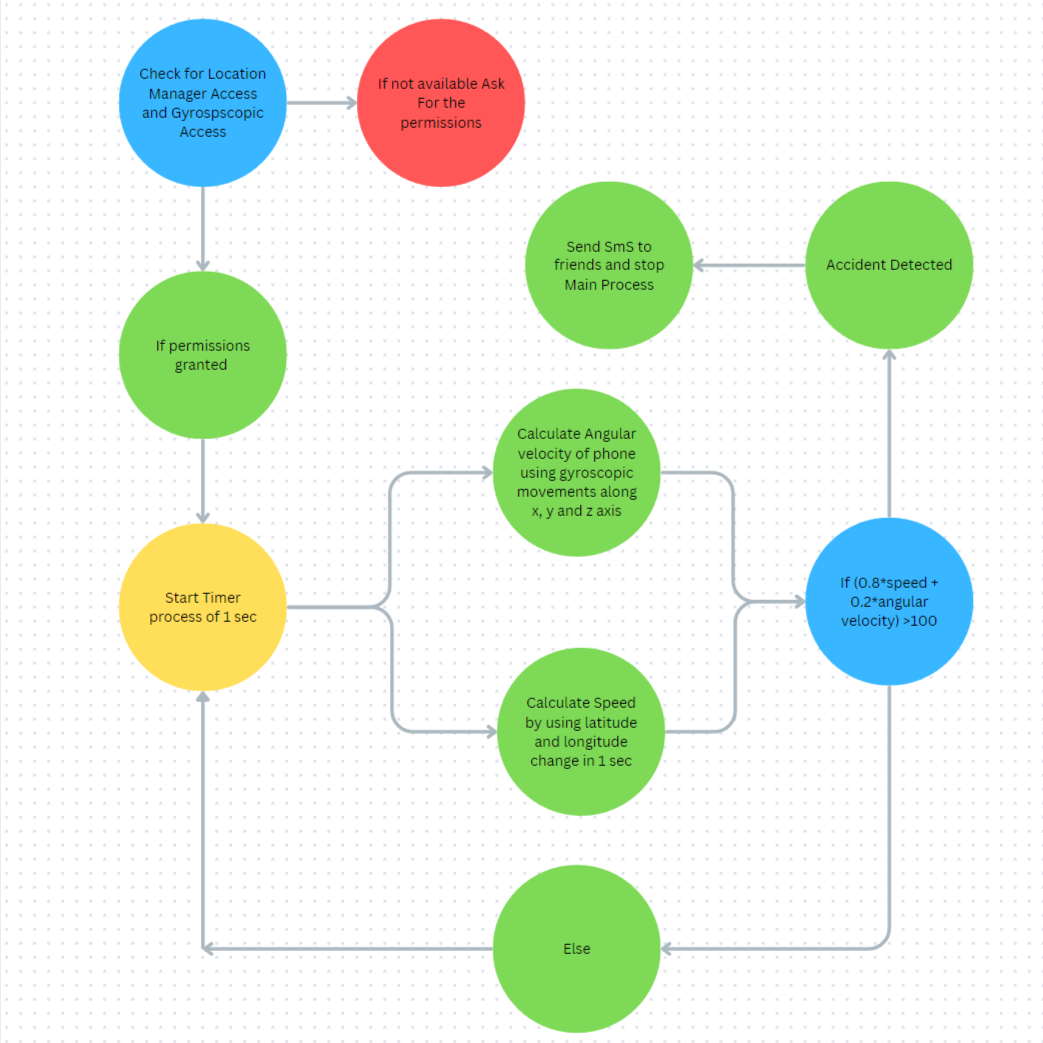 Check for Location
Manager Access
and Gyrospscopic
Access
If not available Ask
For the
permissions
Send SmS to
friends and stop
Main Process
Accident Detected
If permissions
granted
Calculate Angular
velocity of phone
using gyroscopic
movements along
x, y and z axis
Start Timer
process of 1 sec
If (0.8*speed +
0.2*angular
velocity) >100
Calculate Speed
by using latitude
and longitude
change in 1 sec
Else